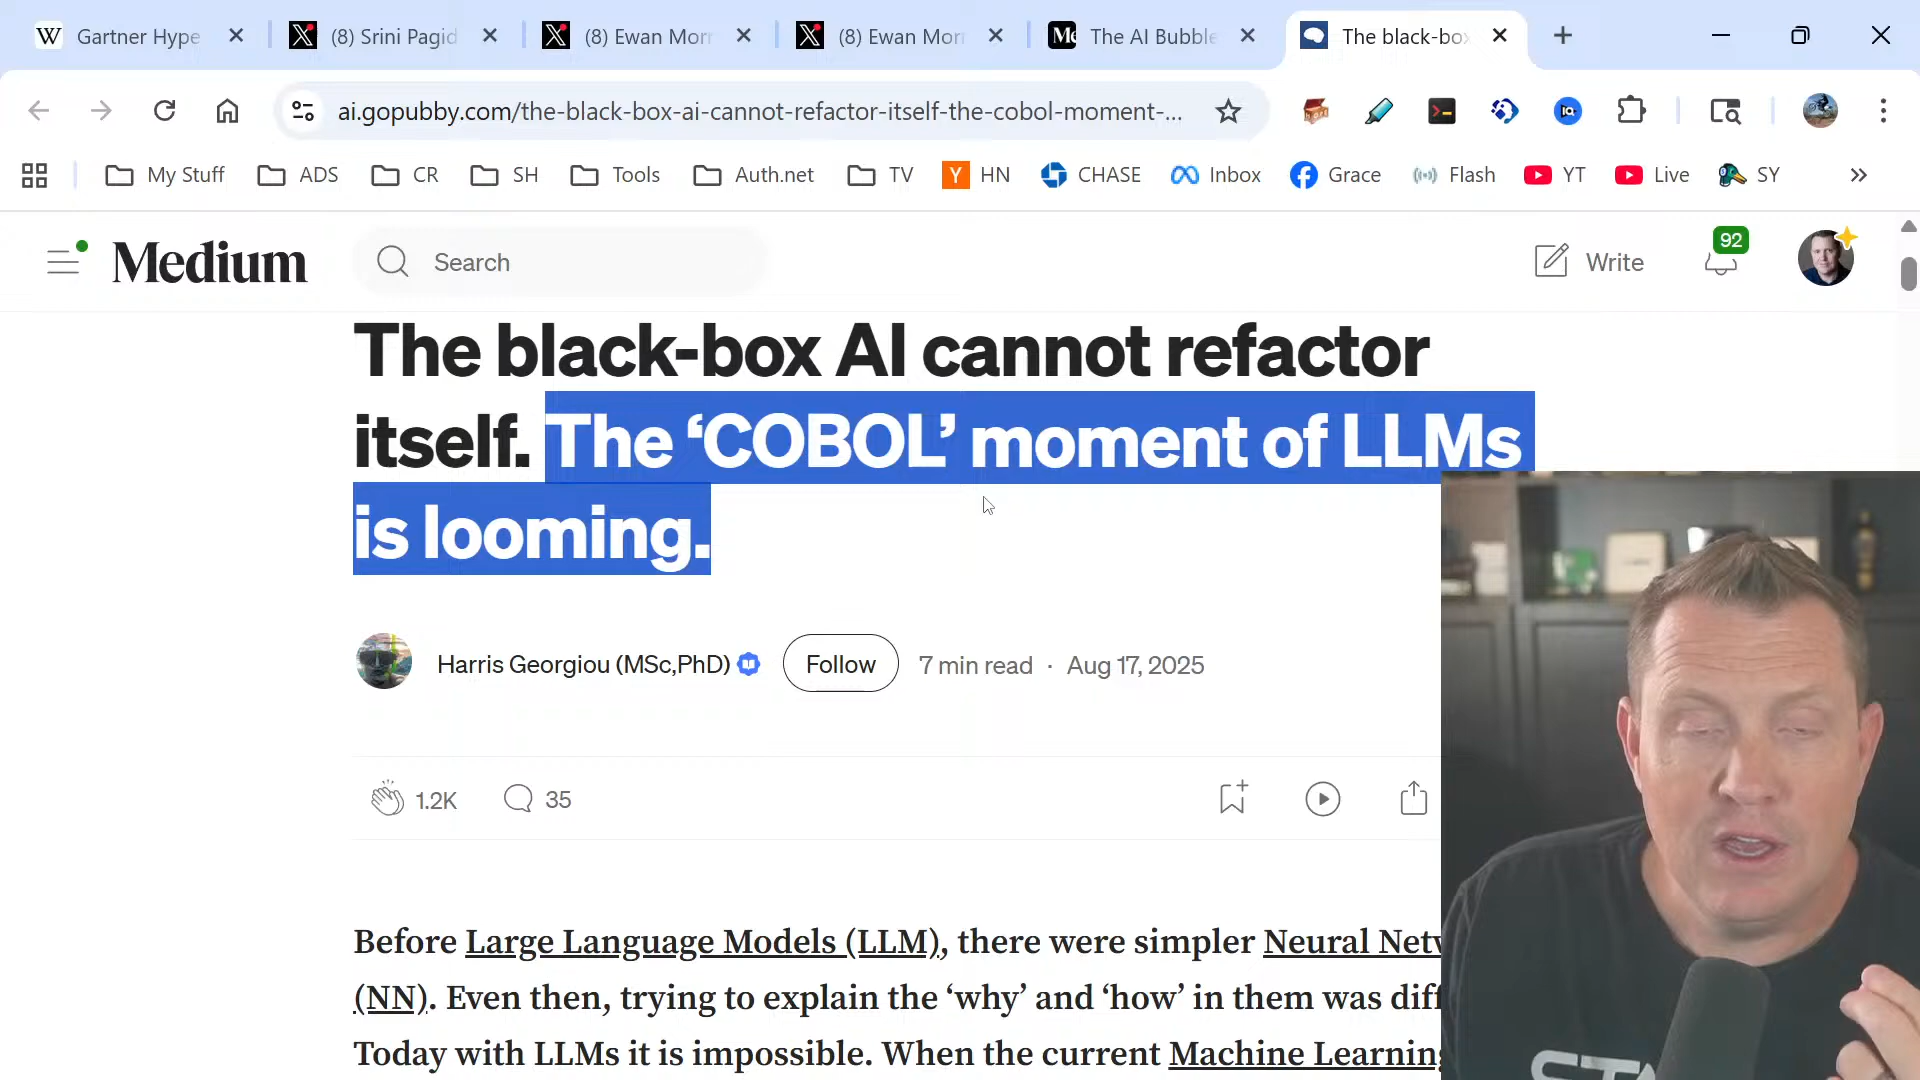 W Gartner Hype
(8) Srini Pagid
(8) Ewan Morr
(8) Ewan Morr
The AI Bubble
The black-box
ai.gopubby.com/the-black-box-ai-cannot-refactor-itself-the-cobol-moment-...
My Stuff ADS CR SH Tools Auth.net TV Y HN CHASE Inbox Grace Flash YT Live SY
Medium Search Write 92
The black-box AI cannot refactor
itself. The ‘COBOL’ moment of LLMs
is looming.
Harris Georgiou (MSc,PhD) Follow 7 min read · Aug 17, 2025
1.2K 35
Before Large Language Models (LLM), there were simpler Neural Netw
(NN). Even then, trying to explain the ‘why’ and ‘how’ in them was diff
Today with LLMs it is impossible. When the current Machine Learning